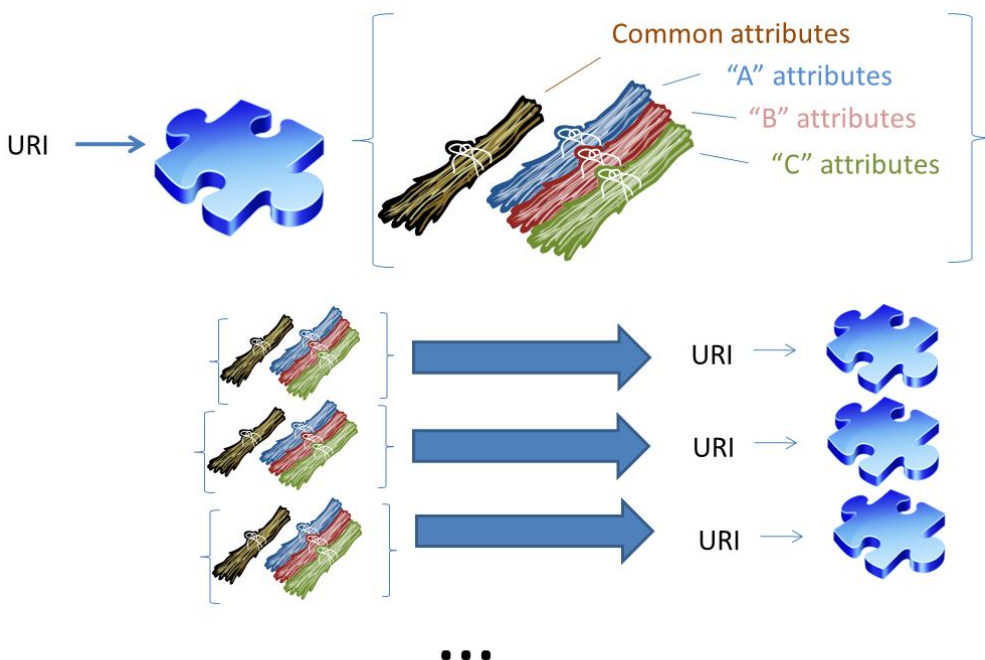 Common attributes
“A” attributes
“B” attributes
“C” attributes
URI
URI
URI
URI
...